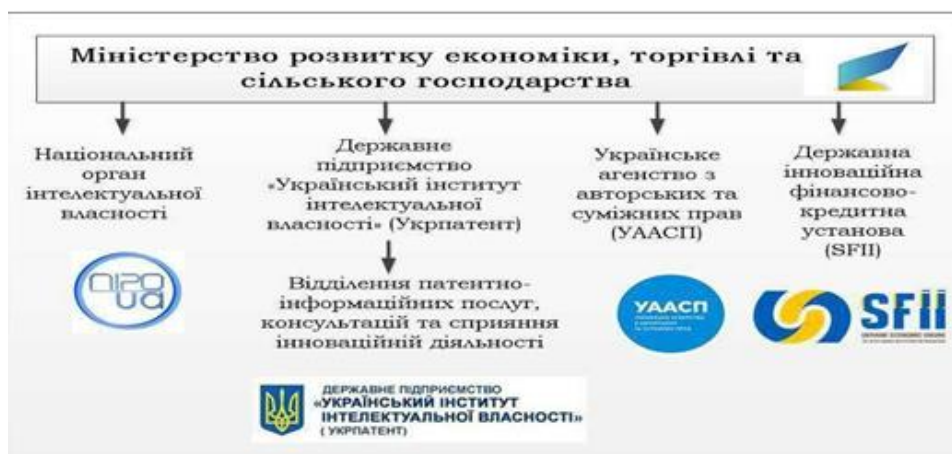 Міністерство розвитку економіки, торгівлі та
сільського господарства
Національний
орган
інтелектуальної
власності
Державне
підприємство
«Український інститут
інтелектуальної
власності» (Укрпатент)
Українське
агенство з
авторських та
суміжних прав
(УААСП)
Державна
інноваційна
фінансово-
кредитна
установа
(SFII)
Відділення патентно-
інформаційних послуг,
консультацій та сприяння
інноваційній діяльності
УААСП
SFII
ДЕРЖАВНЕ ПІДПРИЄМСТВО
«УКРАЇНСЬКИЙ ІНСТИТУТ
ІНТЕЛЕКТУАЛЬНОЇ ВЛАСНОСТІ»
( УКРПАТЕНТ)